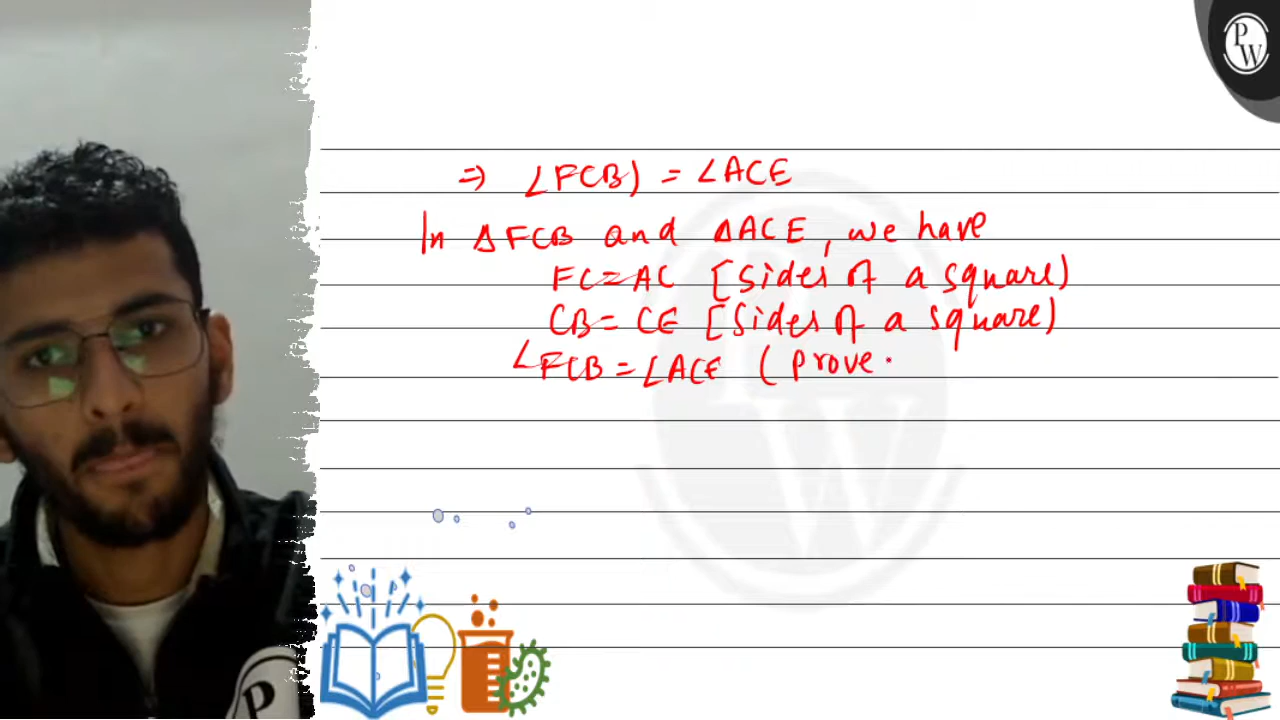 PW
=> ∠FCB) = ∠ACE
In ΔFCB and ΔACE, we have
FC=AC [Sides of a square)
CB= CE [Sides of a square)
∠FCB = ∠ACE (Prove
P